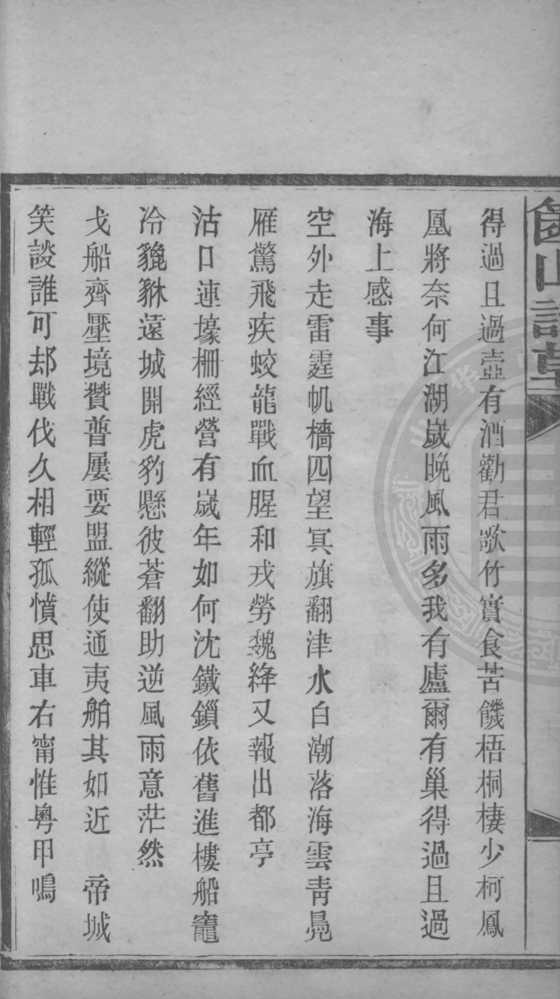 得過且過壺有酒勸君歌竹實食苦饑梧桐棲少柯鳳
凰將奈何江湖歲晚風雨多我有廬爾有巢得過且過
海上感事
空外走雷霆帆檣四望冥旗翻津水白潮落海雲青鳧
雁驚飛疾蛟龍戰血腥和戎勞魏絳又報出都亭
沽口連壕柵經營有歲年如何沈鐵鎖依舊進樓船竈
冷貔貅遠城開虎豹懸彼蒼翻助逆風雨意茫然
戈船齊壓境贊普屢要盟縱使通夷舶其如近 帝城
笑談誰可却戰伐久相輕孤憤思車右甯惟粵甲鳴